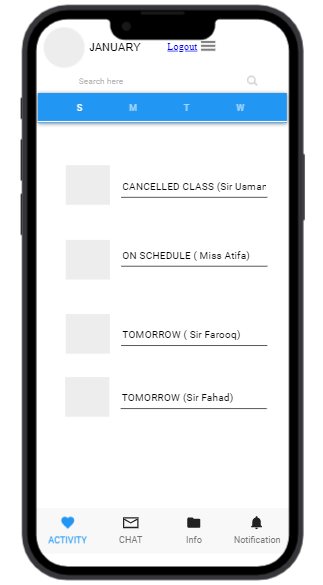 JANUARY
Logout
Search here
S M T W
CANCELLED CLASS (Sir Usman
ON SCHEDULE ( Miss Atifa)
TOMORROW ( Sir Farooq)
TOMORROW (Sir Fahad)
ACTIVITY CHAT Info Notification